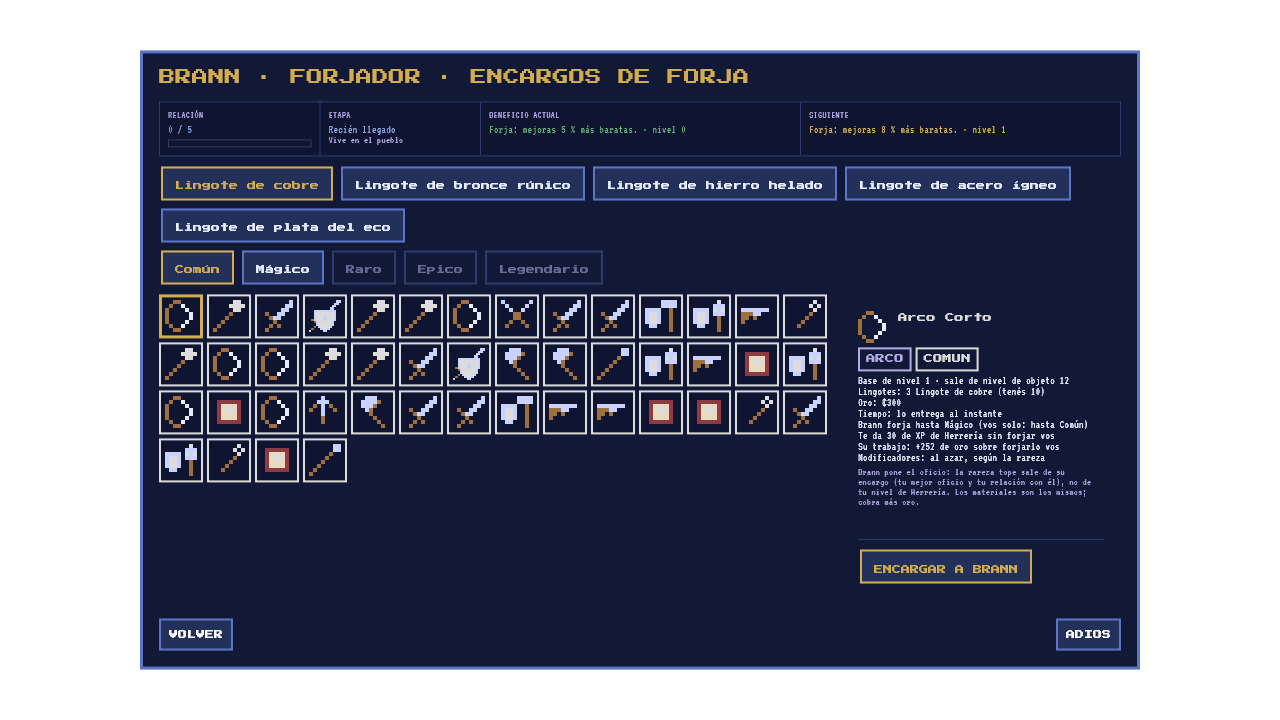 BRANN · FORJADOR · ENCARGOS DE FORJA
RELACIÓN
0 / 5
ETAPA
Recién llegado
Vive en el pueblo
BENEFICIO ACTUAL
Forja: mejoras 5 % más baratas. · nivel 0
SIGUIENTE
Forja: mejoras 8 % más baratas. · nivel 1
Lingote de cobre
Lingote de bronce rúnico
Lingote de hierro helado
Lingote de acero ígneo
Lingote de plata del eco
Común
Mágico
Raro
Epico
Legendario
Arco Corto
ARCO
COMUN
Base de nivel 1 · sale de nivel de objeto 12
Lingotes: 3 Lingote de cobre (tenés 10)
Oro: ₵300
Tiempo: lo entrega al instante
Brann forja hasta Mágico (vos solo: hasta Común)
Te da 30 de XP de Herrería sin forjar vos
Su trabajo: +252 de oro sobre forjarlo vos
Modificadores: al azar, según la rareza
Brann pone el oficio: la rareza tope sale de su
encargo (tu mejor oficio y tu relación con él), no de
tu nivel de Herrería. Los materiales son los mismos;
cobra más oro.
ENCARGAR A BRANN
VOLVER
ADIOS